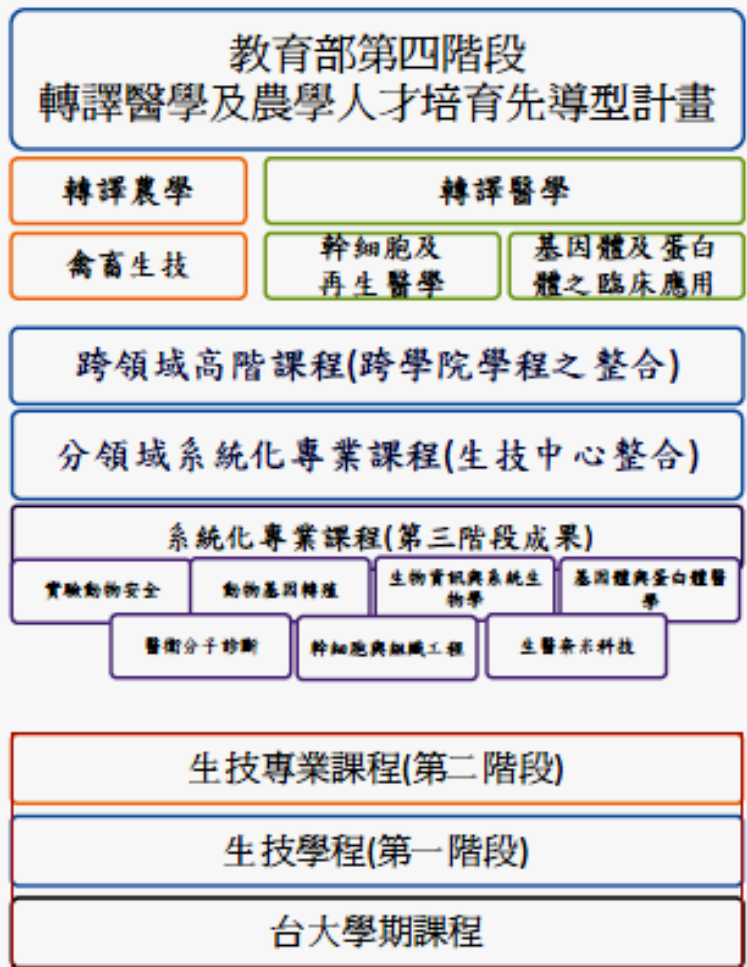 教育部第四階段
轉譯醫學及農學人才培育先導型計畫
轉譯農學
轉譯醫學
禽畜生技
幹細胞及
再生醫學
基因體及蛋白
體之臨床應用
跨領域高階課程(跨學院學程之整合)
分領域系統化專業課程(生技中心整合)
系統化專業課程(第三階段成果)
實驗動物安全
動物基因轉殖
生物資訊與系統生
物學
基因體與蛋白體醫
學
醫衛分子診斷
幹細胞與組織工程
生醫奈米科技
生技專業課程(第二階段)
生技學程(第一階段)
台大學期課程